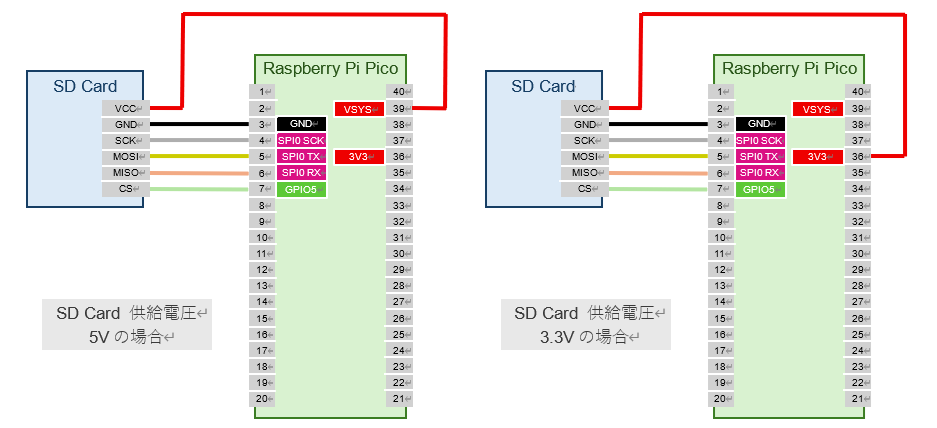 SD Card
VCC↵
GND↵
SCK↵
MOSI↵
MISO↵
CS↵
Raspberry Pi Pico
1↵
2↵
3↵
4↵
5↵
6↵
7↵
8↵
9↵
10↵
11↵
12↵
13↵
14↵
15↵
16↵
17↵
18↵
19↵
20↵
GND↵
SPI0 SCK
SPI0 TX
SPI0 RX
GPIO5
VSYS↵
3V3↵
40↵
39↵
38↵
37↵
36↵
35↵
34↵
33↵
32↵
31↵
30↵
29↵
28↵
27↵
26↵
25↵
24↵
23↵
22↵
21↵
SD Card 供給電圧↵
5V の場合↵
SD Card
VCC↵
GND↵
SCK↵
MOSI↵
MISO↵
CS↵
Raspberry Pi Pico
1↵
2↵
3↵
4↵
5↵
6↵
7↵
8↵
9↵
10↵
11↵
12↵
13↵
14↵
15↵
16↵
17↵
18↵
19↵
20↵
GND↵
SPI0 SCK
SPI0 TX
SPI0 RX
GPIO5
VSYS↵
3V3↵
40↵
39↵
38↵
37↵
36↵
35↵
34↵
33↵
32↵
31↵
30↵
29↵
28↵
27↵
26↵
25↵
24↵
23↵
22↵
21↵
SD Card 供給電圧↵
3.3V の場合↵